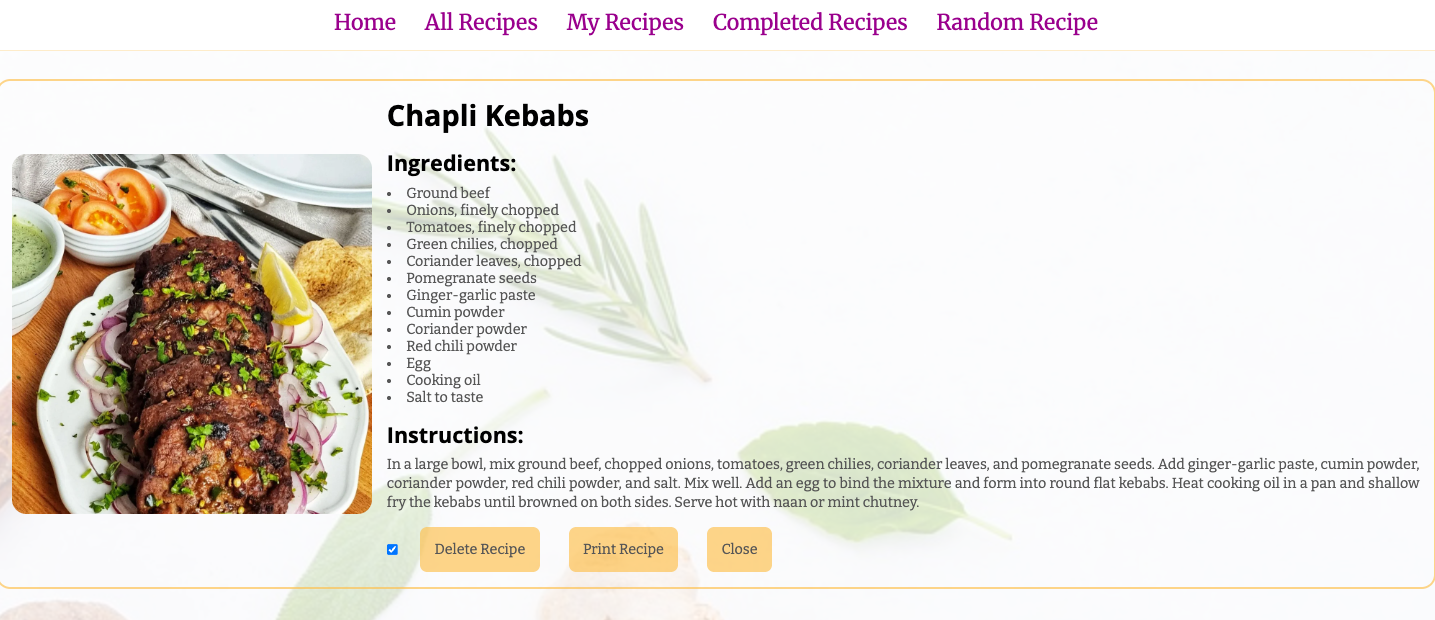 Home All Recipes My Recipes Completed Recipes Random Recipe
Chapli Kebabs
Ingredients:
• Ground beef
• Onions, finely chopped
• Tomatoes, finely chopped
• Green chilies, chopped
• Coriander leaves, chopped
• Pomegranate seeds
• Ginger-garlic paste
• Cumin powder
• Coriander powder
• Red chili powder
• Egg
• Cooking oil
• Salt to taste
Instructions:
In a large bowl, mix ground beef, chopped onions, tomatoes, green chilies, coriander leaves, and pomegranate seeds. Add ginger-garlic paste, cumin powder,
coriander powder, red chili powder, and salt. Mix well. Add an egg to bind the mixture and form into round flat kebabs. Heat cooking oil in a pan and shallow
fry the kebabs until browned on both sides. Serve hot with naan or mint chutney.
Delete Recipe Print Recipe Close